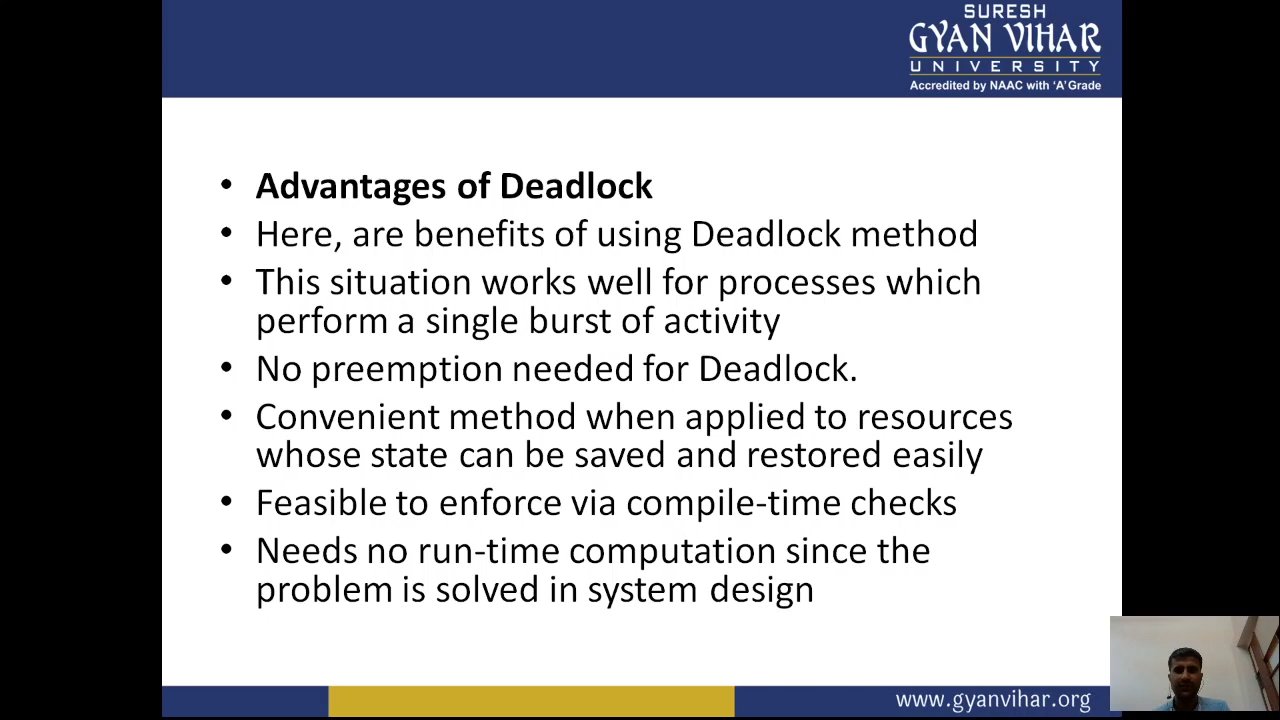 SURESH
GYAN VIHAR
UNIVERSITY
Accredited by NAAC with 'A' Grade
• Advantages of Deadlock
• Here, are benefits of using Deadlock method
• This situation works well for processes which
perform a single burst of activity
• No preemption needed for Deadlock.
• Convenient method when applied to resources
whose state can be saved and restored easily
• Feasible to enforce via compile-time checks
• Needs no run-time computation since the
problem is solved in system design
www.gyanvihar.org